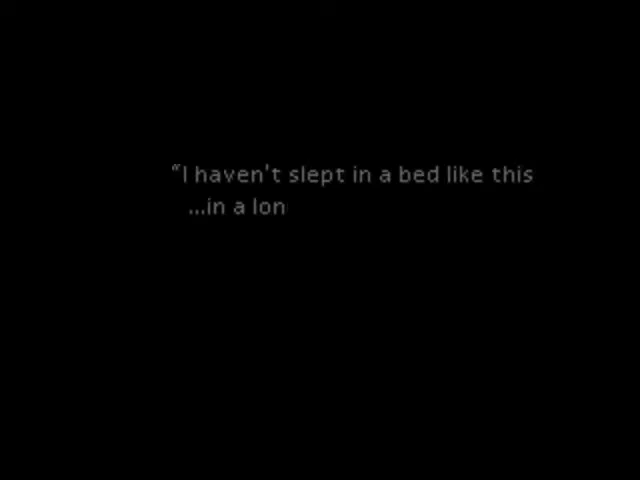 “I haven't slept in a bed like this
...in a lon